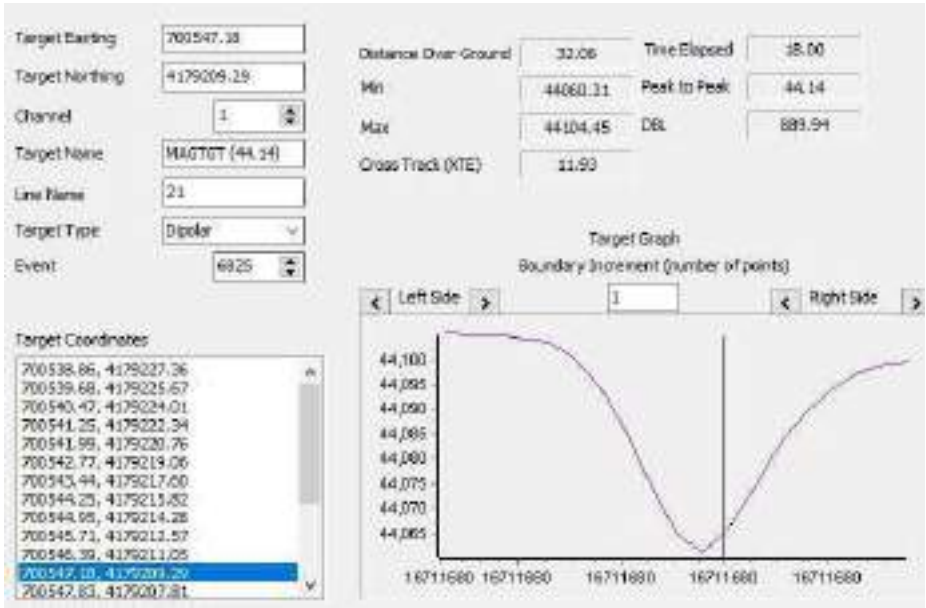 Target Easting 700547.18
Target Northing 4179209.29
Channel 1
Target Name MAGTGT (44.14)
Line Name 21
Target Type Dipolar
Event 6825
Distance Over Ground 32.06 Time Elapsed 18.00
Min 44060.31 Peak to Peak 44.14
Max 44104.45 DBL 889.94
Cross Track (XTE) 11.93
Target Graph
Boundary Increment (number of points)
< Left Side > 1 < Right Side >
44,100
44,095
44,090
44,085
44,080
44,075
44,070
44,065
16711680 16711680 16711680 16711680 16711680
Target Coordinates
700538.86, 4179227.36
700539.68, 4179225.67
700540.47, 4179224.01
700541.25, 4179222.34
700541.99, 4179220.76
700542.77, 4179219.06
700543.44, 4179217.60
700544.25, 4179215.82
700544.95, 4179214.28
700545.71, 4179212.57
700546.39, 4179211.05
700547.18, 4179209.29
700547.83, 4179207.81